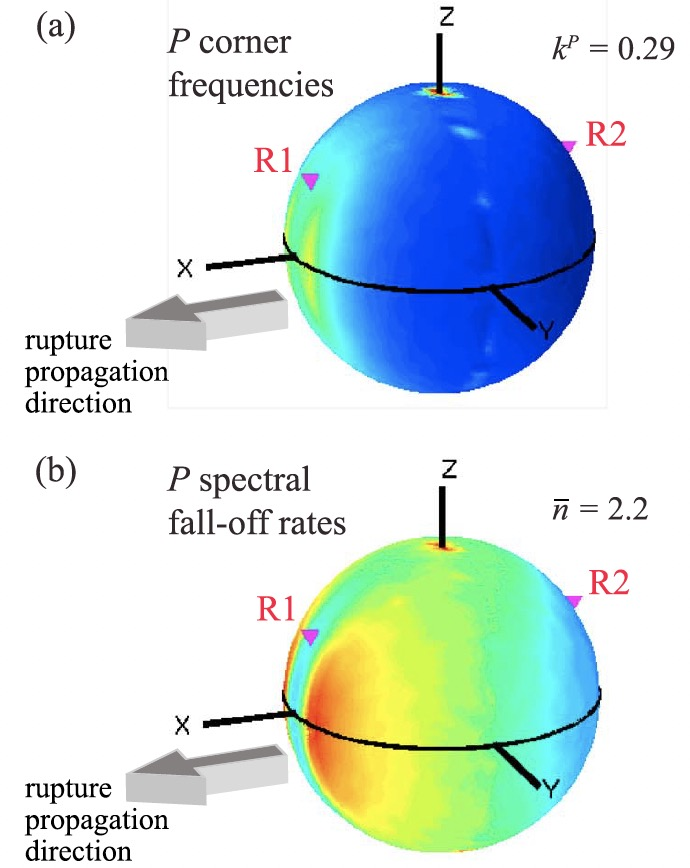 (a)
P corner
frequencies
Z
kᴾ = 0.29
R1
R2
X
Y
rupture
propagation
direction
(b)
P spectral
fall-off rates
Z
n̅ = 2.2
R1
R2
X
Y
rupture
propagation
direction